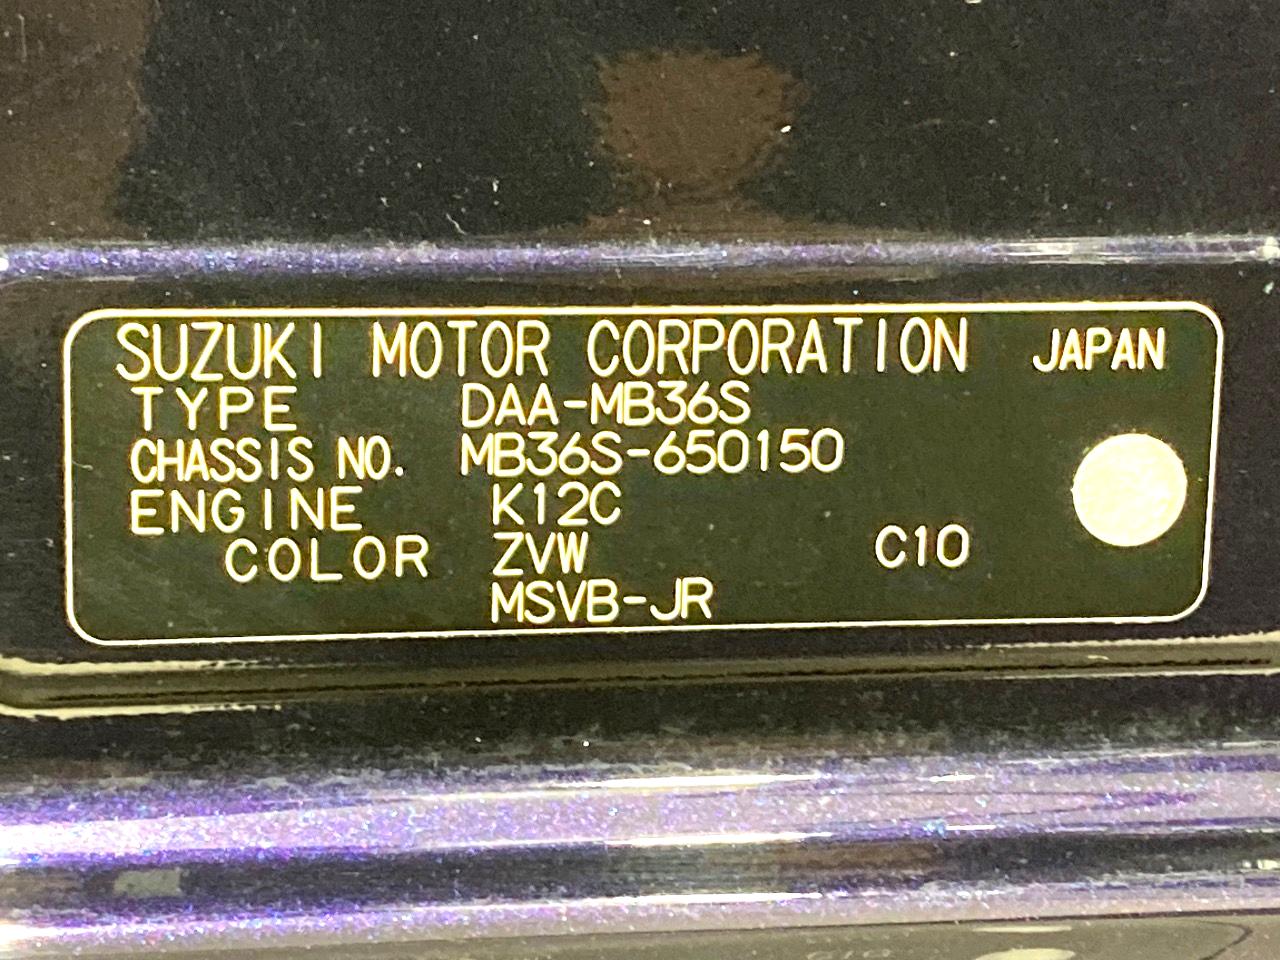 SUZUKI MOTOR CORPORATION JAPAN
TYPE DAA-MB36S
CHASSIS NO. MB36S-650150
ENGINE K12C
COLOR ZVW C10
MSVB-JR